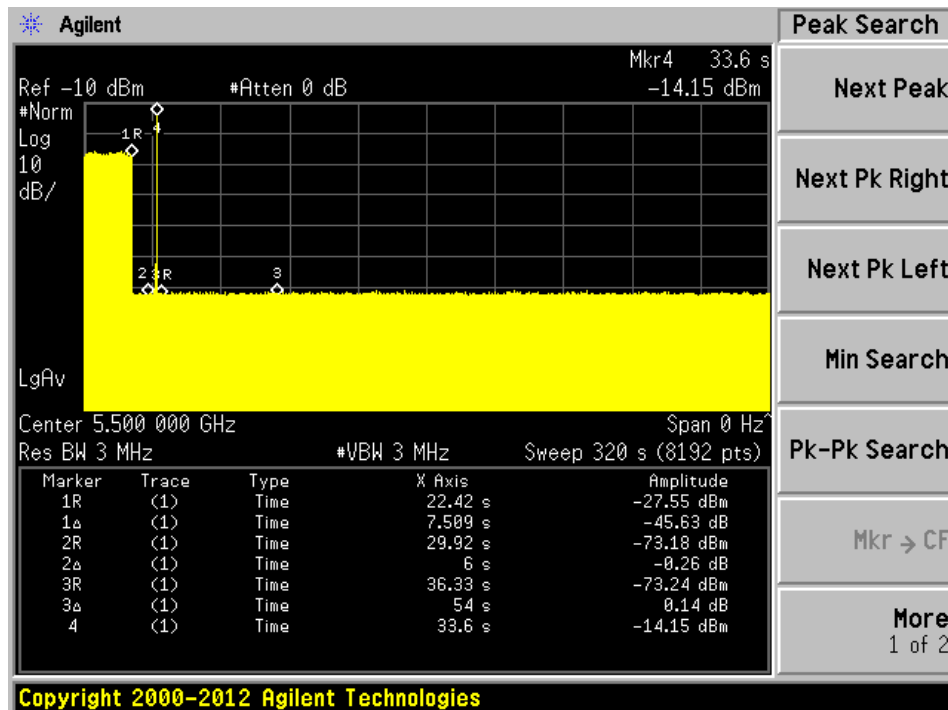 Agilent
Peak Search
Mkr4 33.6 s
Ref -10 dBm #Atten 0 dB -14.15 dBm
#Norm
Log
10
dB/
1R 4
2 3R 3
LgAv
Center 5.500 000 GHz Span 0 Hz^
Res BW 3 MHz #VBW 3 MHz Sweep 320 s (8192 pts)
Marker Trace Type X Axis Amplitude
1R (1) Time 22.42 s -27.55 dBm
1Δ (1) Time 7.509 s -45.63 dB
2R (1) Time 29.92 s -73.18 dBm
2Δ (1) Time 6 s -0.26 dB
3R (1) Time 36.33 s -73.24 dBm
3Δ (1) Time 54 s 0.14 dB
4 (1) Time 33.6 s -14.15 dBm
Next Peak
Next Pk Right
Next Pk Left
Min Search
Pk-Pk Search
Mkr → CF
More
1 of 2
Copyright 2000-2012 Agilent Technologies